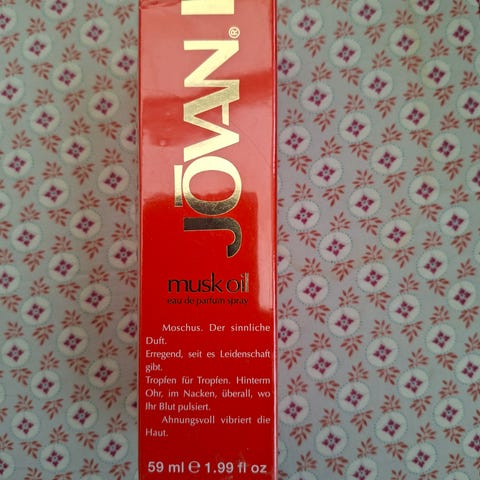 JŌVAN®
musk oil
eau de parfum spray
Moschus. Der sinnliche
Duft.
Erregend, seit es Leidenschaft
gibt.
Tropfen für Tropfen. Hinterm
Ohr, im Nacken, überall, wo
Ihr Blut pulsiert.
Ahnungsvoll vibriert die
Haut.
59 ml ℮ 1.99 fl oz